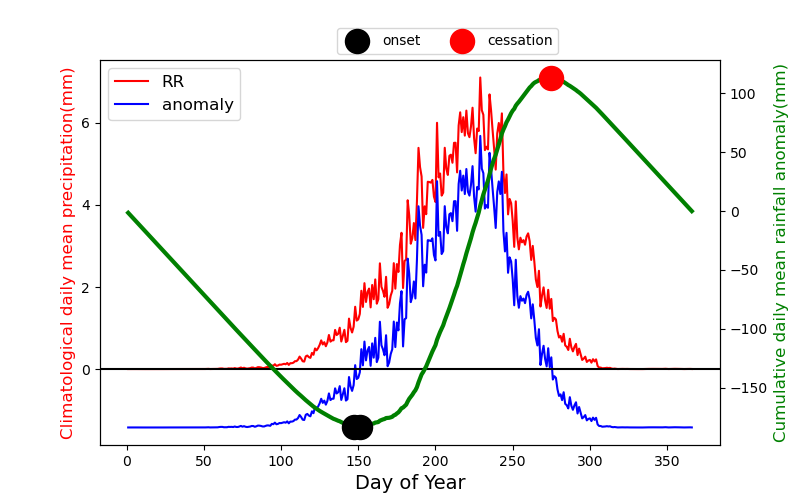 onset cessation
RR
anomaly
Climatological daily mean precipitation(mm)
6
4
2
0
100
50
0
−50
−100
−150
Cumulative daily mean rainfall anomaly(mm)
0 50 100 150 200 250 300 350
Day of Year